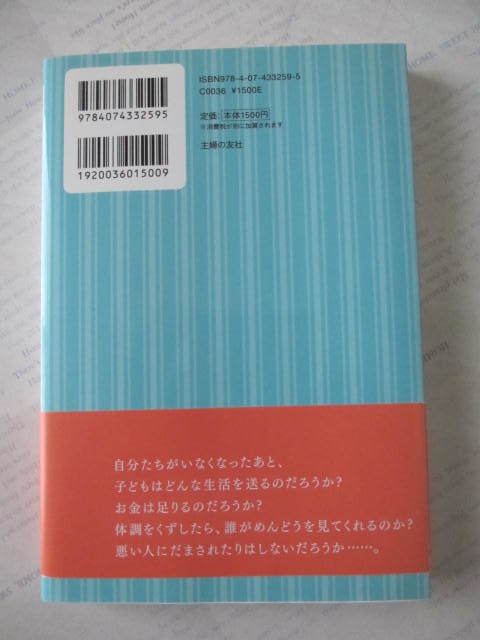 ISBN978-4-07-433259-5
C0036 ¥1500E
9784074332595
定価:本体1500円
※消費税が別に加算されます
主婦の友社
1920036015009
自分たちがいなくなったあと、
子どもはどんな生活を送るのだろうか?
お金は足りるのだろうか?
体調をくずしたら、誰がめんどうを見てくれるのか?
悪い人にだまされたりはしないだろうか……。